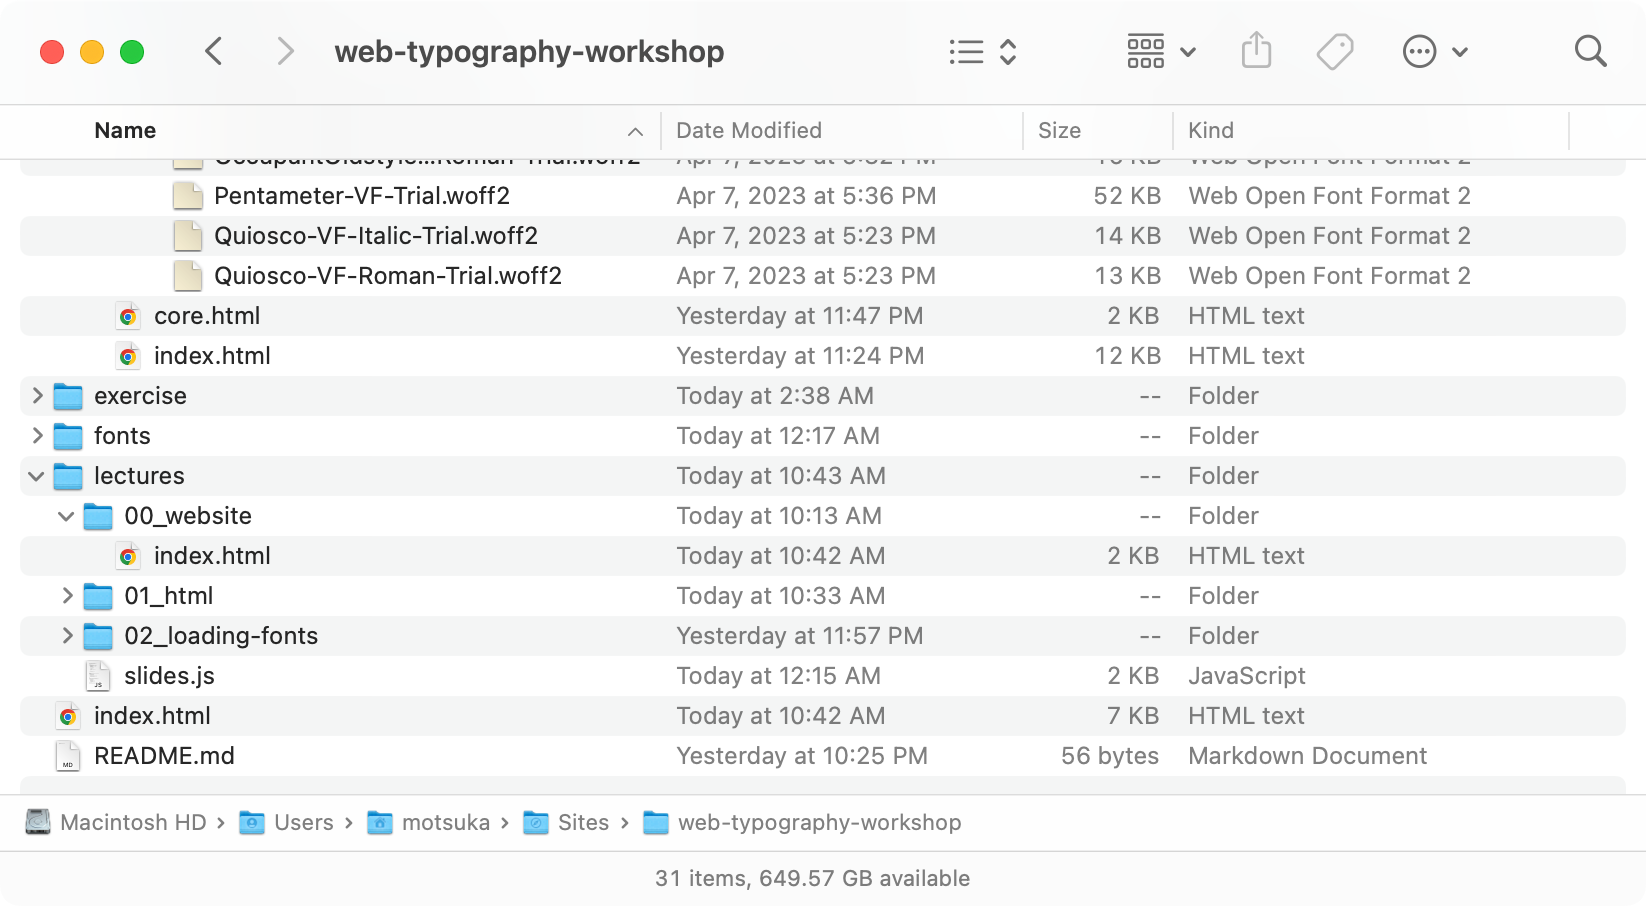 web-typography-workshop
Name Date Modified Size Kind
Pentameter-VF-Trial.woff2 Apr 7, 2023 at 5:36 PM 52 KB Web Open Font Format 2
Quiosco-VF-Italic-Trial.woff2 Apr 7, 2023 at 5:23 PM 14 KB Web Open Font Format 2
Quiosco-VF-Roman-Trial.woff2 Apr 7, 2023 at 5:23 PM 13 KB Web Open Font Format 2
core.html Yesterday at 11:47 PM 2 KB HTML text
index.html Yesterday at 11:24 PM 12 KB HTML text
exercise Today at 2:38 AM -- Folder
fonts Today at 12:17 AM -- Folder
lectures Today at 10:43 AM -- Folder
00_website Today at 10:13 AM -- Folder
index.html Today at 10:42 AM 2 KB HTML text
01_html Today at 10:33 AM -- Folder
02_loading-fonts Yesterday at 11:57 PM -- Folder
slides.js Today at 12:15 AM 2 KB JavaScript
index.html Today at 10:42 AM 7 KB HTML text
README.md Yesterday at 10:25 PM 56 bytes Markdown Document
Macintosh HD › Users › motsuka › Sites › web-typography-workshop
31 items, 649.57 GB available